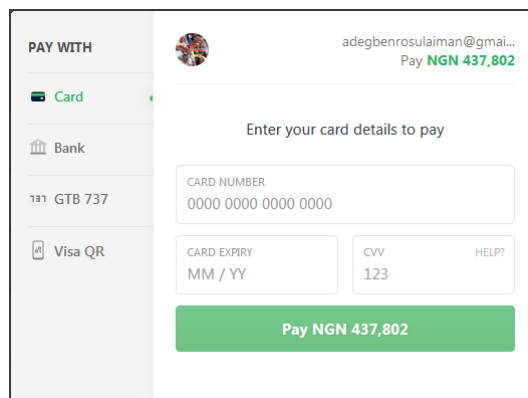 PAY WITH
Card
Bank
737 GTB 737
Visa QR
adegbenrosulaiman@gmai...
Pay NGN 437,802
Enter your card details to pay
CARD NUMBER
0000 0000 0000 0000
CARD EXPIRY
MM / YY
CVV
HELP?
123
Pay NGN 437,802